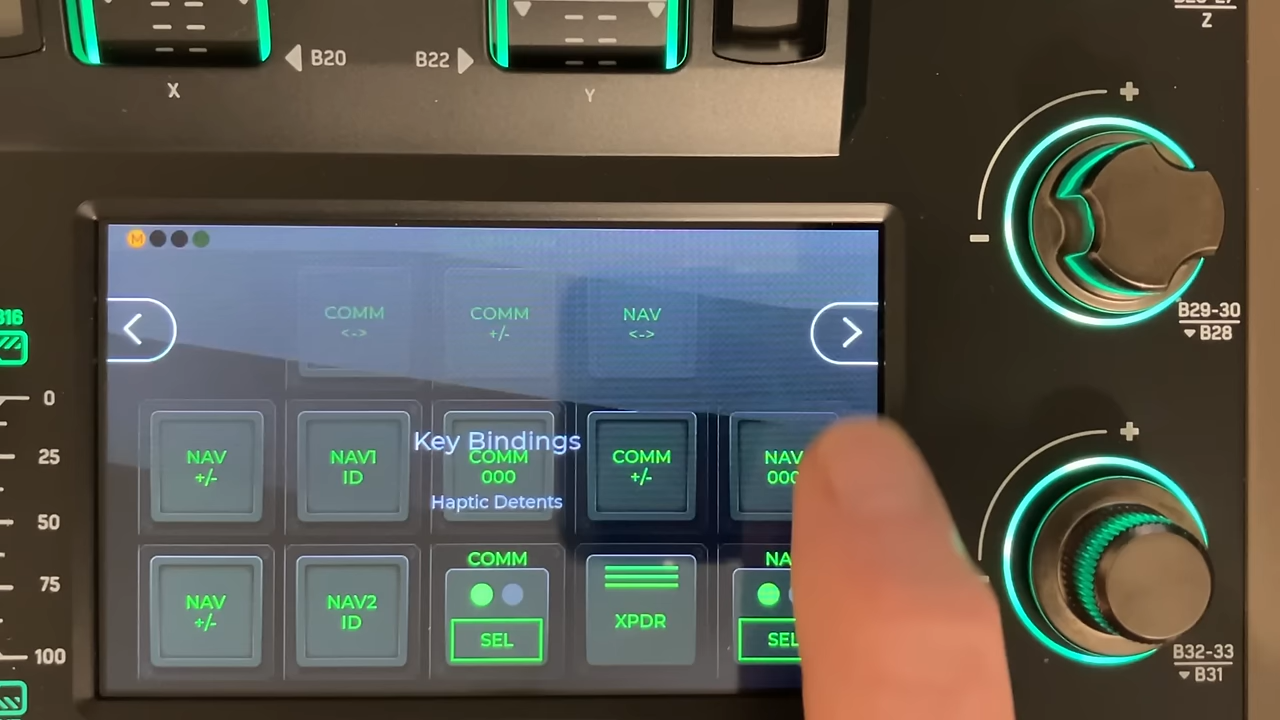 Z
B20
B22
X
Y
M
COMM
<->
COMM
+/-
NAV
<->
B29-30
B28
0
25
50
75
100
NAV
+/-
NAV1
ID
Key Bindings
COMM
000
Haptic Detents
COMM
+/-
NAV
000
NAV
+/-
NAV2
ID
COMM
SEL
XPDR
SEL
B32-33
B31